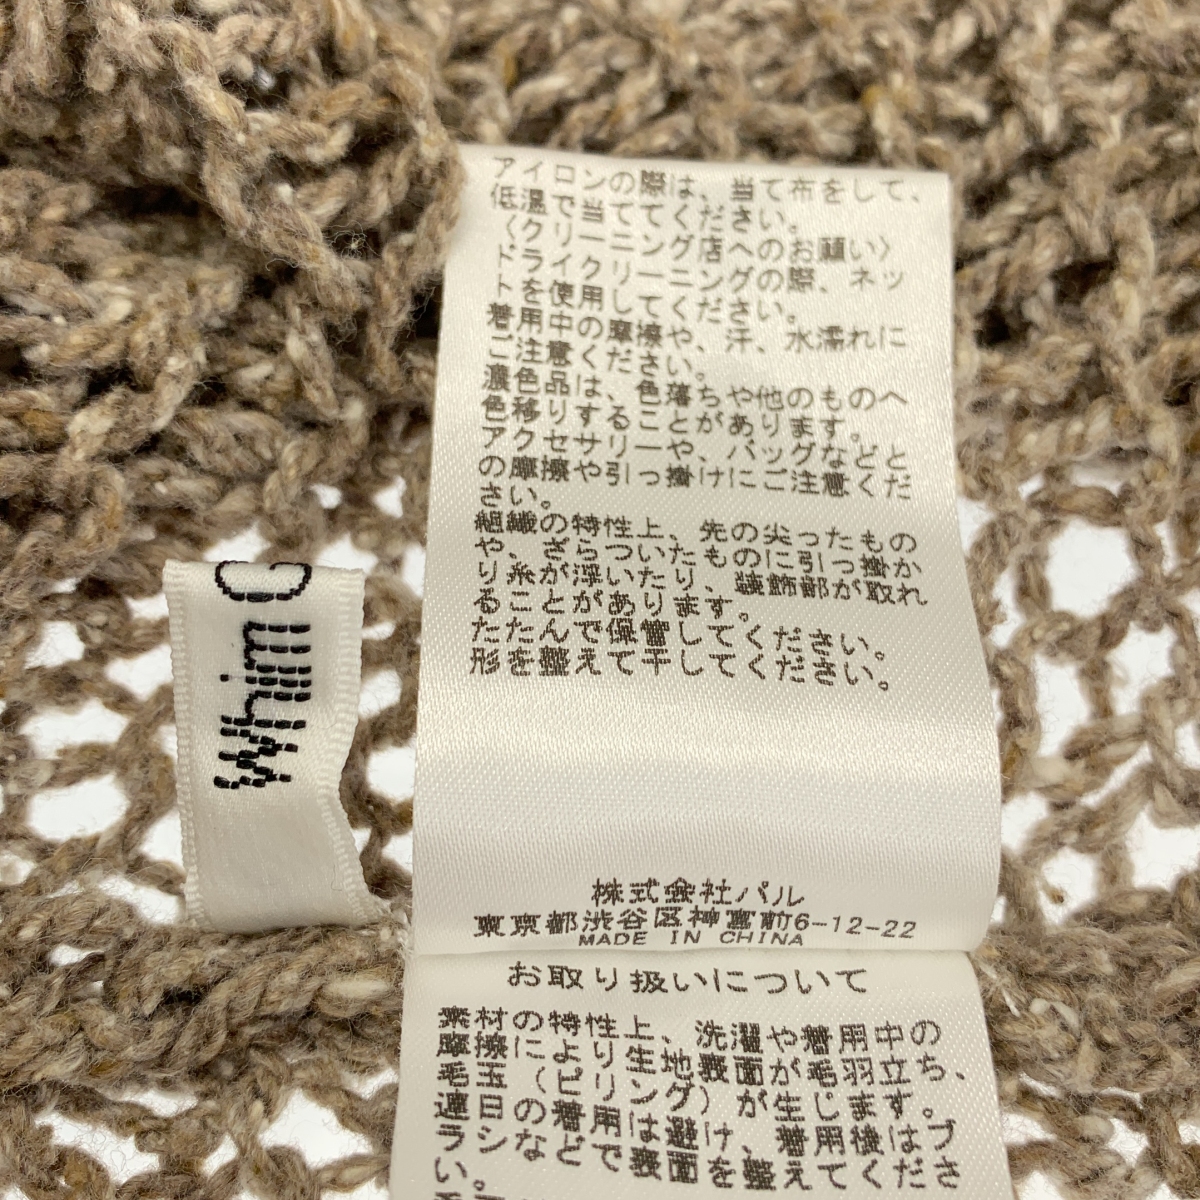 アイロンの際は、当て布をして、
低温で当ててください。
〈クリーニング店へのお願い〉
ドライクリーニングの際、ネッ
トを使用してください。
着用中の摩擦や、汗、水濡れに
ご注意ください。
濃色品は、色落ちや他のものへ
色移りすることがあります。
アクセサリーや、バッグなどと
の摩擦や引っ掛けにご注意くだ
さい。
組織の特性上、先の尖ったもの
や、ざらついたものに引っ掛か
り糸が浮いたり、装飾部が取れ
ることがあります。
たたんで保管してください。
形を整えて干してください。
株式会社パル
東京都渋谷区神宮前6-12-22
MADE IN CHINA
お取り扱いについて
素材の特性上、洗濯や着用中の
摩擦により生地表面が毛羽立ち、
毛玉(ピリング)が生じます。
連日の着用は避け、着用後はブ
ラシなどで表面を整えてくださ
い。